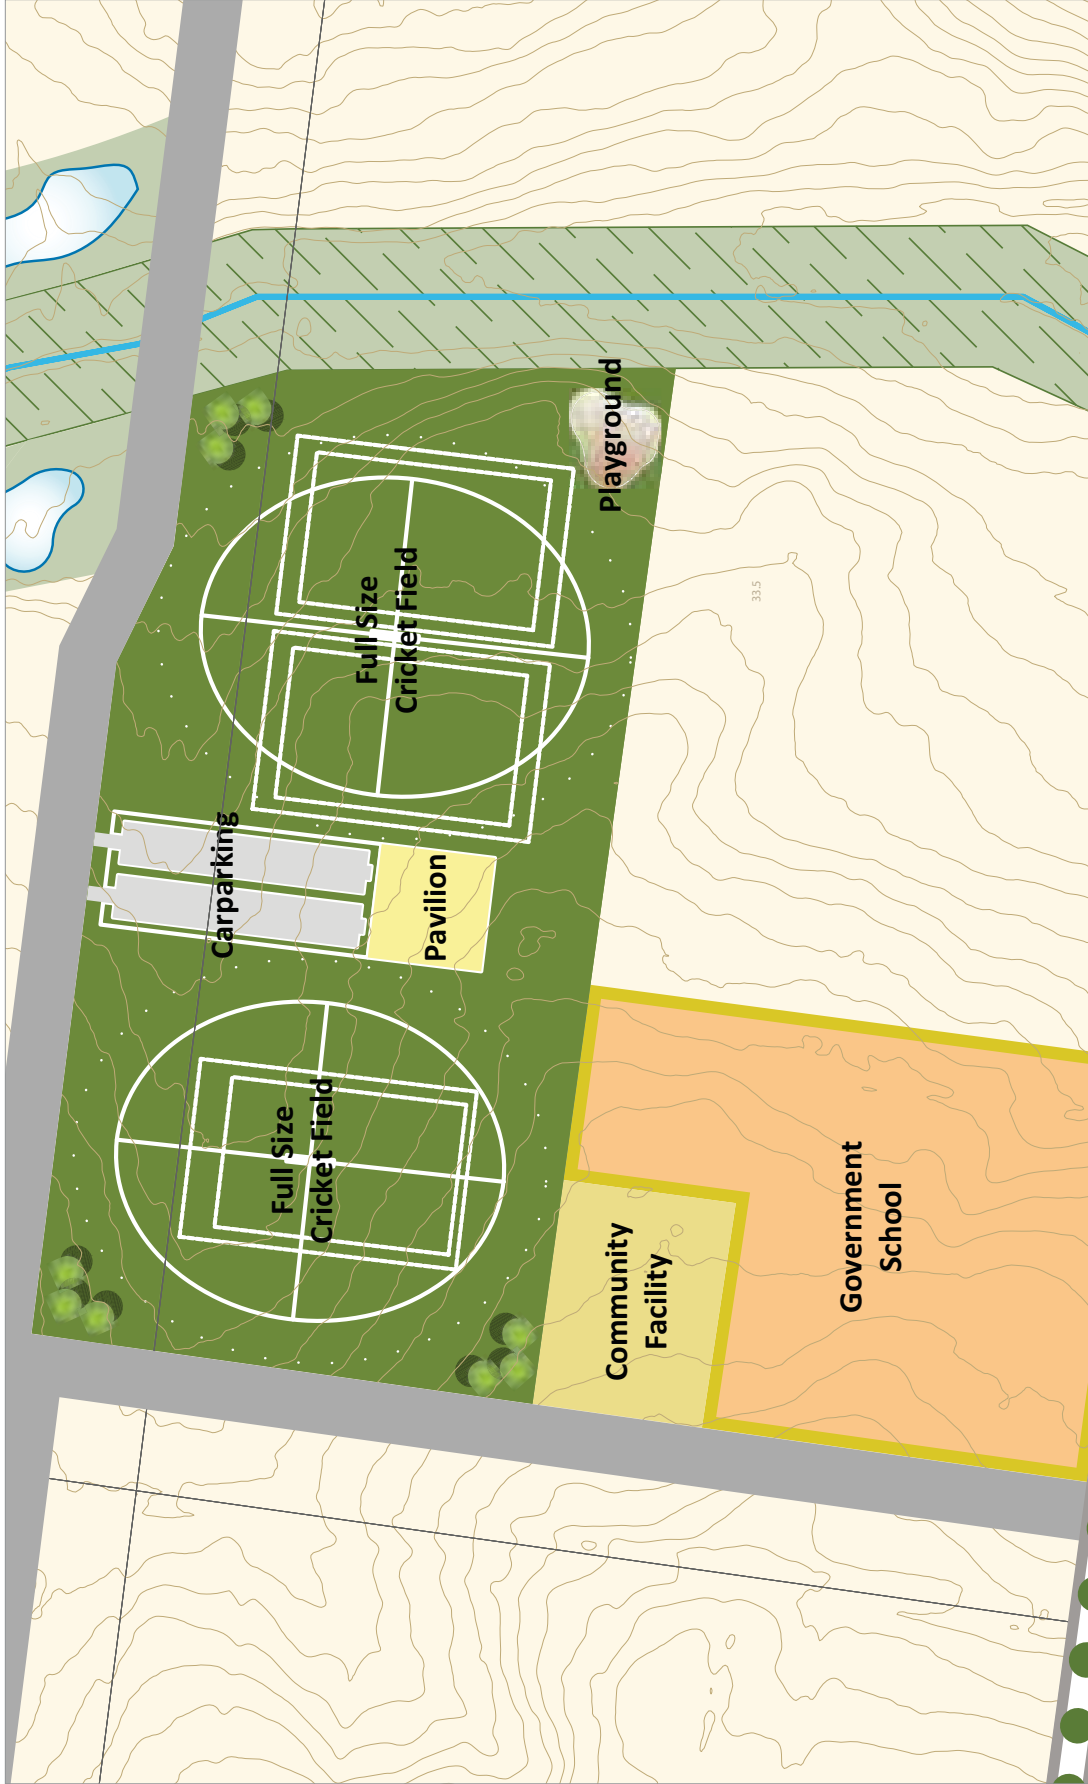 Full Size
Cricket Field
Carparking
Pavilion
Full Size
Cricket Field
Playground
Community
Facility
Government
School
33.5